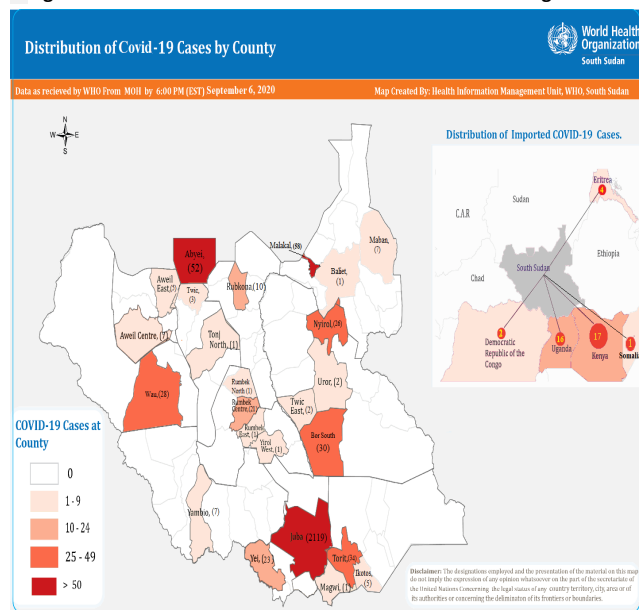 Distribution of Covid-19 Cases by County
World Health
Organization
South Sudan
Data as recieved by WHO From MOH by 6:00 PM (EST) September 6, 2020
Map Created By: Health Information Management Unit, WHO, South Sudan
N
W E
S
Distribution of Imported COVID-19 Cases.
Eritrea
4
Sudan
C.A.R
Ethiopia
South Sudan
Chad
2
Democratic
Republic of the
Congo
16
Uganda
17
Kenya
1
Somalia
Malakal,
Maban,
(7)
Abyei,
(52)
Baliet,
(1)
Aweil
East,
Twic,
(3)
Rubkona,(10)
Nyirol,(28)
Aweil Centre,
Tonj
North,(1)
Uror,(2)
Wau,(28)
Rumbek
North (1)
Rumbek
Centre,(21)
Twic
East,(2)
Rumbek
East,
Yirol
West,(1)
Bor South
(30)
COVID-19 Cases at
County
0
1 - 9
10 - 24
25 - 49
> 50
Yambio,(7)
Juba,(2119)
Yei,(23)
Torit,
Ikotos,
(5)
Magwi,(1)
Disclaimer: The designations employed and the presentation of the material on this map
do not imply the expression of any opinion whatsoever on the part of the secretariate of
the United Nations Concerning the legal status of any country territory, city, area or of
its authorities or concerning the delimiton of its frontiers or boundaries.